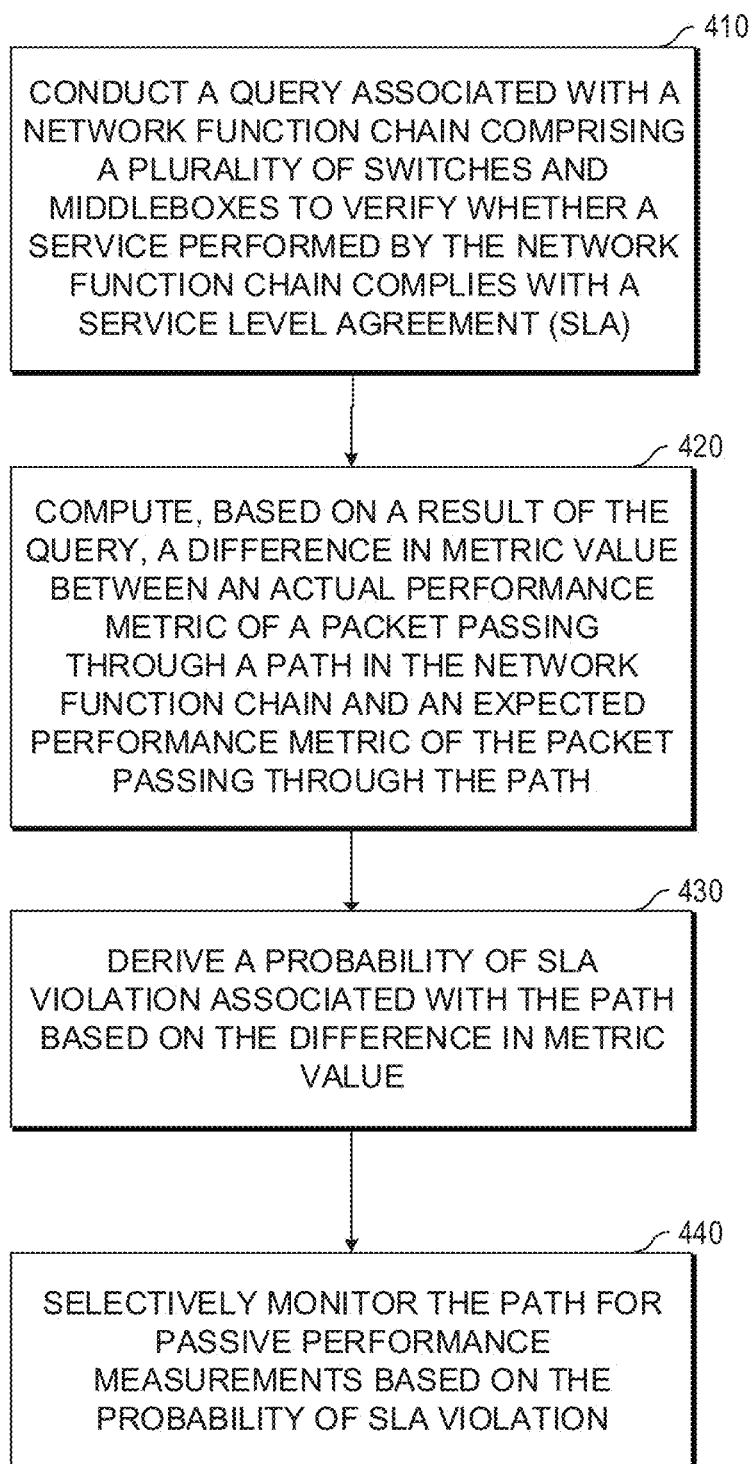 410
CONDUCT A QUERY ASSOCIATED WITH A
NETWORK FUNCTION CHAIN COMPRISING
A PLURALITY OF SWITCHES AND
MIDDLEBOXES TO VERIFY WHETHER A
SERVICE PERFORMED BY THE NETWORK
FUNCTION CHAIN COMPLIES WITH A
SERVICE LEVEL AGREEMENT (SLA)
420
COMPUTE, BASED ON A RESULT OF THE
QUERY, A DIFFERENCE IN METRIC VALUE
BETWEEN AN ACTUAL PERFORMANCE
METRIC OF A PACKET PASSING
THROUGH A PATH IN THE NETWORK
FUNCTION CHAIN AND AN EXPECTED
PERFORMANCE METRIC OF THE PACKET
PASSING THROUGH THE PATH
430
DERIVE A PROBABILITY OF SLA
VIOLATION ASSOCIATED WITH THE PATH
BASED ON THE DIFFERENCE IN METRIC
VALUE
440
SELECTIVELY MONITOR THE PATH FOR
PASSIVE PERFORMANCE
MEASUREMENTS BASED ON THE
PROBABILITY OF SLA VIOLATION